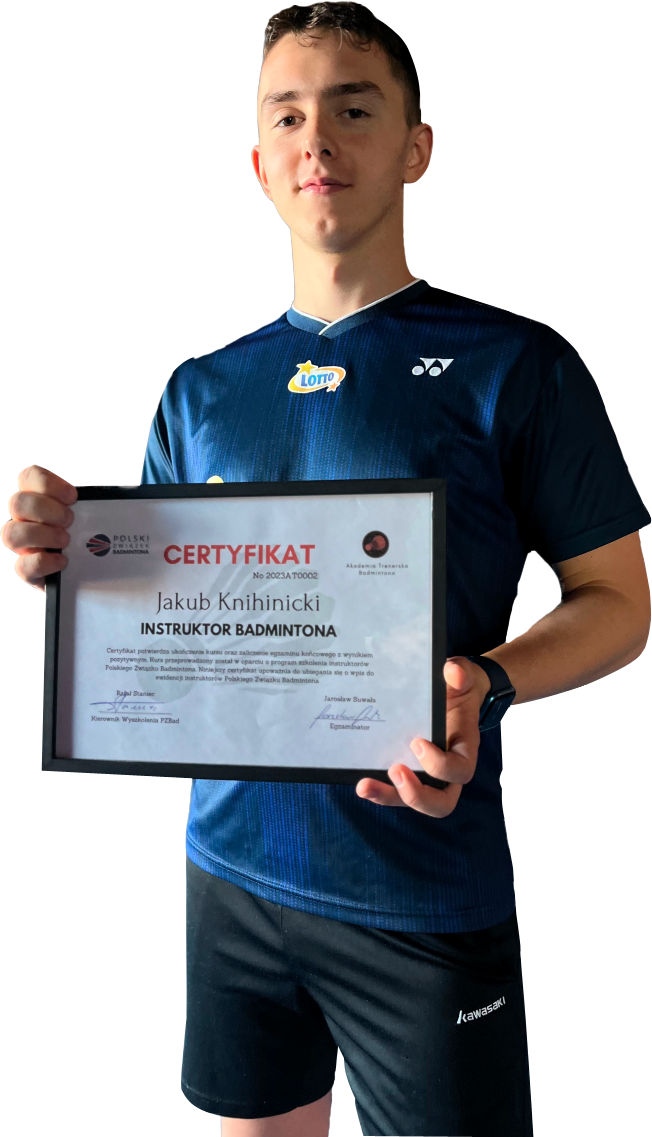 LOTTO
POLSKI
ZWIĄZEK
BADMINTONA
CERTYFIKAT
No 2023AT0002
Akademia Trenerska
Badmintona
Jakub Knihinicki
INSTRUKTOR BADMINTONA
Certyfikat potwierdza ukończenie kursu oraz zaliczenie egzaminu końcowego z wynikiem
pozytywnym. Kurs przeprowadzony został w oparciu o program szkolenia instruktorów
Polskiego Związku Badmintona. Niniejszy certyfikat upoważnia do ubiegania się o wpis do
ewidencji instruktorów Polskiego Związku Badmintona
Rafał Staniec
Kierownik Wyszkolenia PZBad
Jarosław Suwała
Egzaminator
Kawasaki